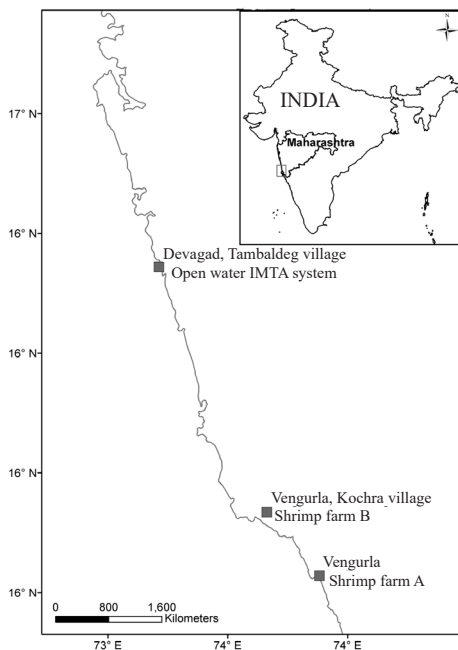 N
INDIA
Maharashtra
17° N
16° N
Devagad, Tambaldeg village
Open water IMTA system
16° N
16° N
Vengurla, Kochra village
Shrimp farm B
Vengurla
Shrimp farm A
16° N
0 800 1,600
Kilometers
73° E 74° E 74° E